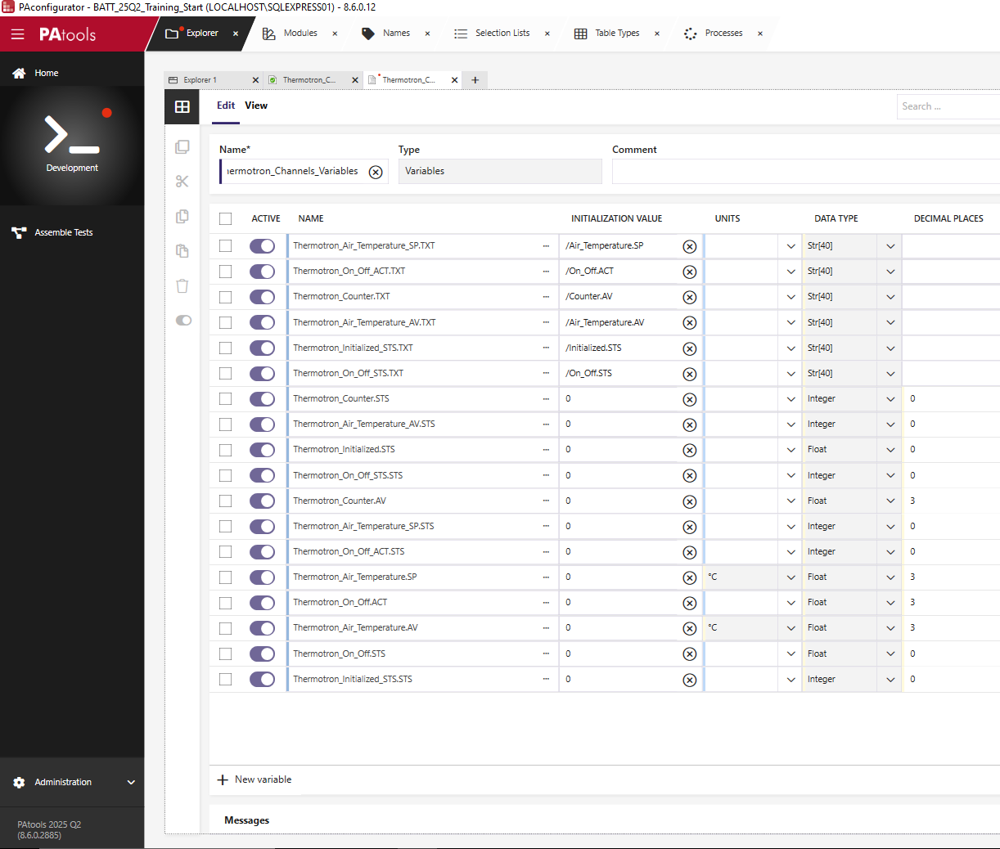 PAconfigurator - BATT_25Q2_Training_Start (LOCALHOST\SQLEXPRESS01) - 8.6.0.12
PAtools
Explorer
Modules
Names
Selection Lists
Table Types
Processes
Home
Development
Assemble Tests
Administration
PAtools 2025 Q2
(8.6.0.2885)
Explorer 1
Thermotron_C...
Thermotron_C...
Edit View
Search ...
Name* Type Comment
ermotron_Channels_Variables Variables
ACTIVE NAME INITIALIZATION VALUE UNITS DATA TYPE DECIMAL PLACES
Thermotron_Air_Temperature_SP.TXT ... /Air_Temperature.SP Str[40]
Thermotron_On_Off_ACT.TXT ... /On_Off.ACT Str[40]
Thermotron_Counter.TXT ... /Counter.AV Str[40]
Thermotron_Air_Temperature_AV.TXT ... /Air_Temperature.AV Str[40]
Thermotron_Initialized_STS.TXT ... /Initialized.STS Str[40]
Thermotron_On_Off_STS.TXT ... /On_Off.STS Str[40]
Thermotron_Counter.STS ... 0 Integer 0
Thermotron_Air_Temperature_AV.STS ... 0 Integer 0
Thermotron_Initialized.STS ... 0 Float 0
Thermotron_On_Off_STS.STS ... 0 Integer 0
Thermotron_Counter.AV ... 0 Float 3
Thermotron_Air_Temperature_SP.STS ... 0 Integer 0
Thermotron_On_Off_ACT.STS ... 0 Integer 0
Thermotron_Air_Temperature.SP ... 0 °C Float 3
Thermotron_On_Off.ACT ... 0 Float 3
Thermotron_Air_Temperature.AV ... 0 °C Float 3
Thermotron_On_Off.STS ... 0 Float 0
Thermotron_Initialized_STS.STS ... 0 Integer 0
New variable
Messages